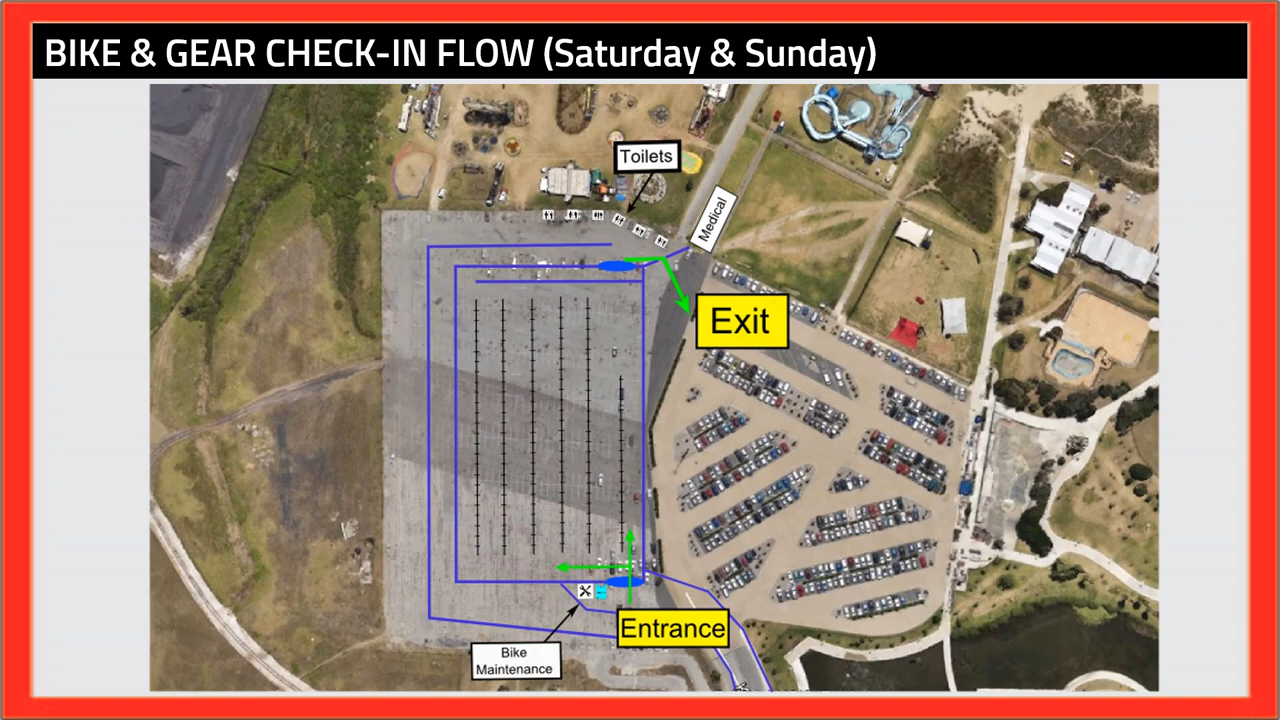 BIKE & GEAR CHECK-IN FLOW (Saturday & Sunday)
Toilets
Medical
Exit
Entrance
Bike
Maintenance